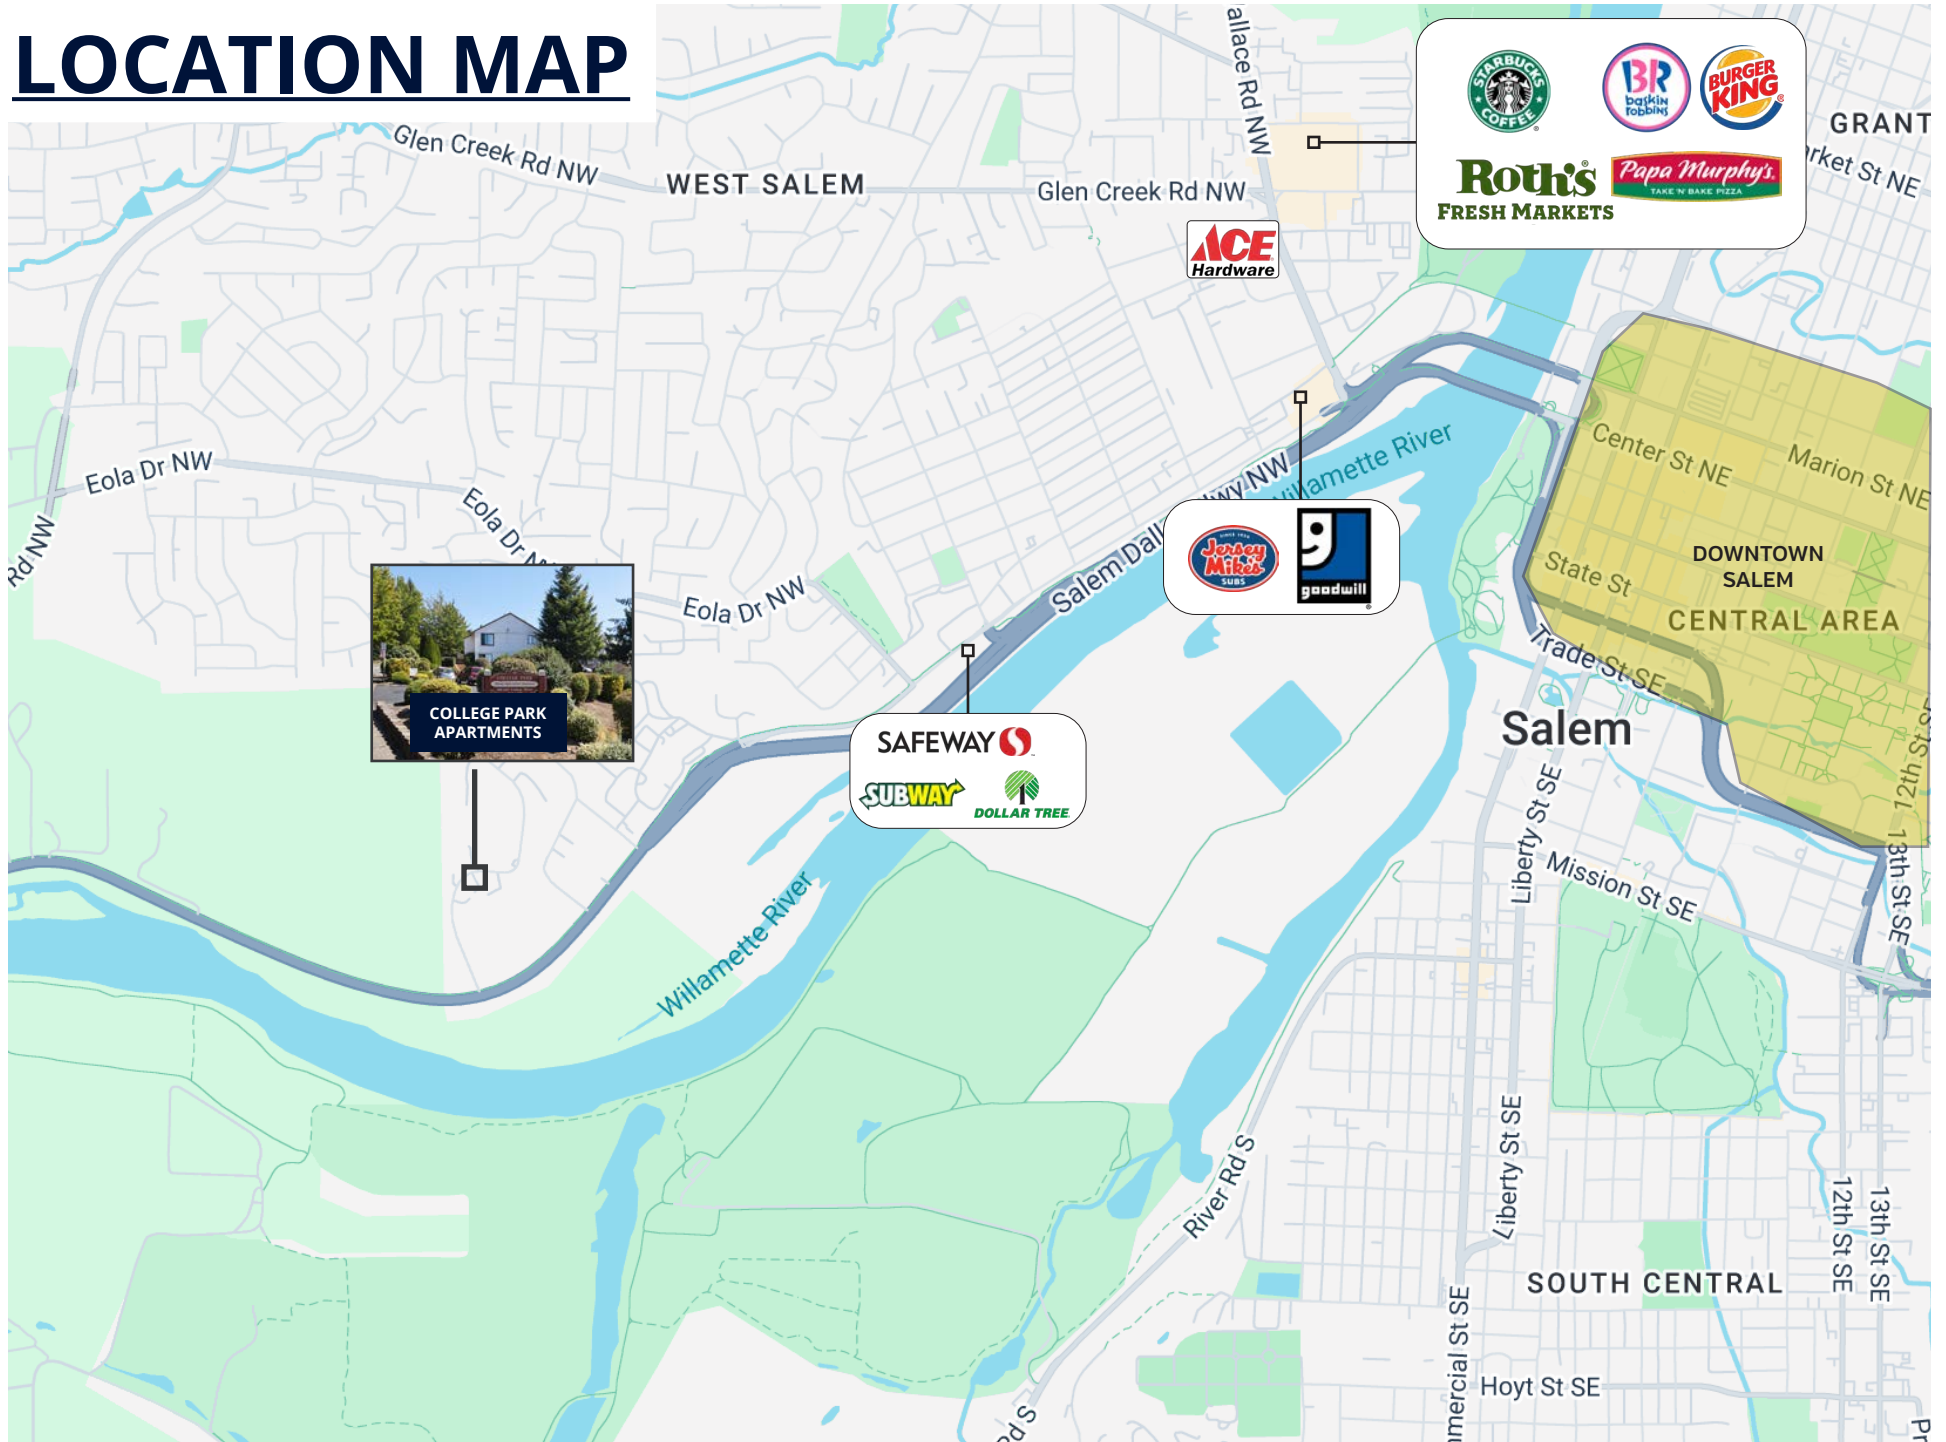 LOCATION MAP
allace Rd NW
STARBUCKS
COFFEE
BR
baskin
robbins
BURGER
KING
GRANT
rket St NE
Glen Creek Rd NW
WEST SALEM
Glen Creek Rd NW
Roth's
FRESH MARKETS
Papa Murphy's
TAKE 'N' BAKE PIZZA
ACE
Hardware
Eola Dr NW
Eola Dr N
Rd NW
Willamette River
wy NW
Salem Dall
Center St NE
Marion St NE
SINCE 1956
Jersey
Mike's
SUBS
goodwill
State St
DOWNTOWN
SALEM
CENTRAL AREA
Eola Dr NW
Trade St SE
COLLEGE PARK
APARTMENTS
SAFEWAY
SUBWAY
DOLLAR TREE
Salem
12th St SE
Liberty St SE
13th St SE
Mission St SE
Willamette River
River Rd S
Liberty St SE
12th St SE
13th St SE
SOUTH CENTRAL
mercial St SE
Hoyt St SE
Rd S
Pr